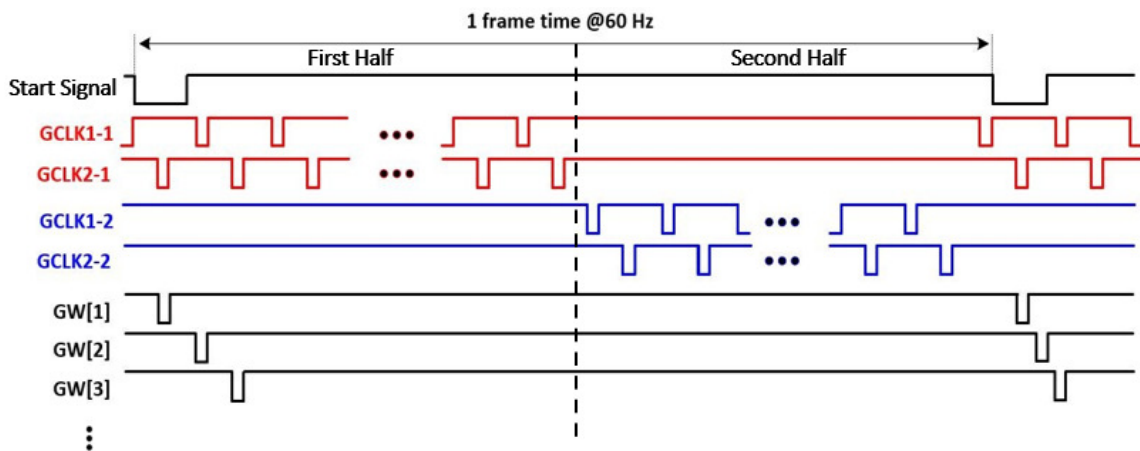 1 frame time @60 Hz
First Half
Second Half
Start Signal
GCLK1-1
GCLK2-1
GCLK1-2
GCLK2-2
GW[1]
GW[2]
GW[3]